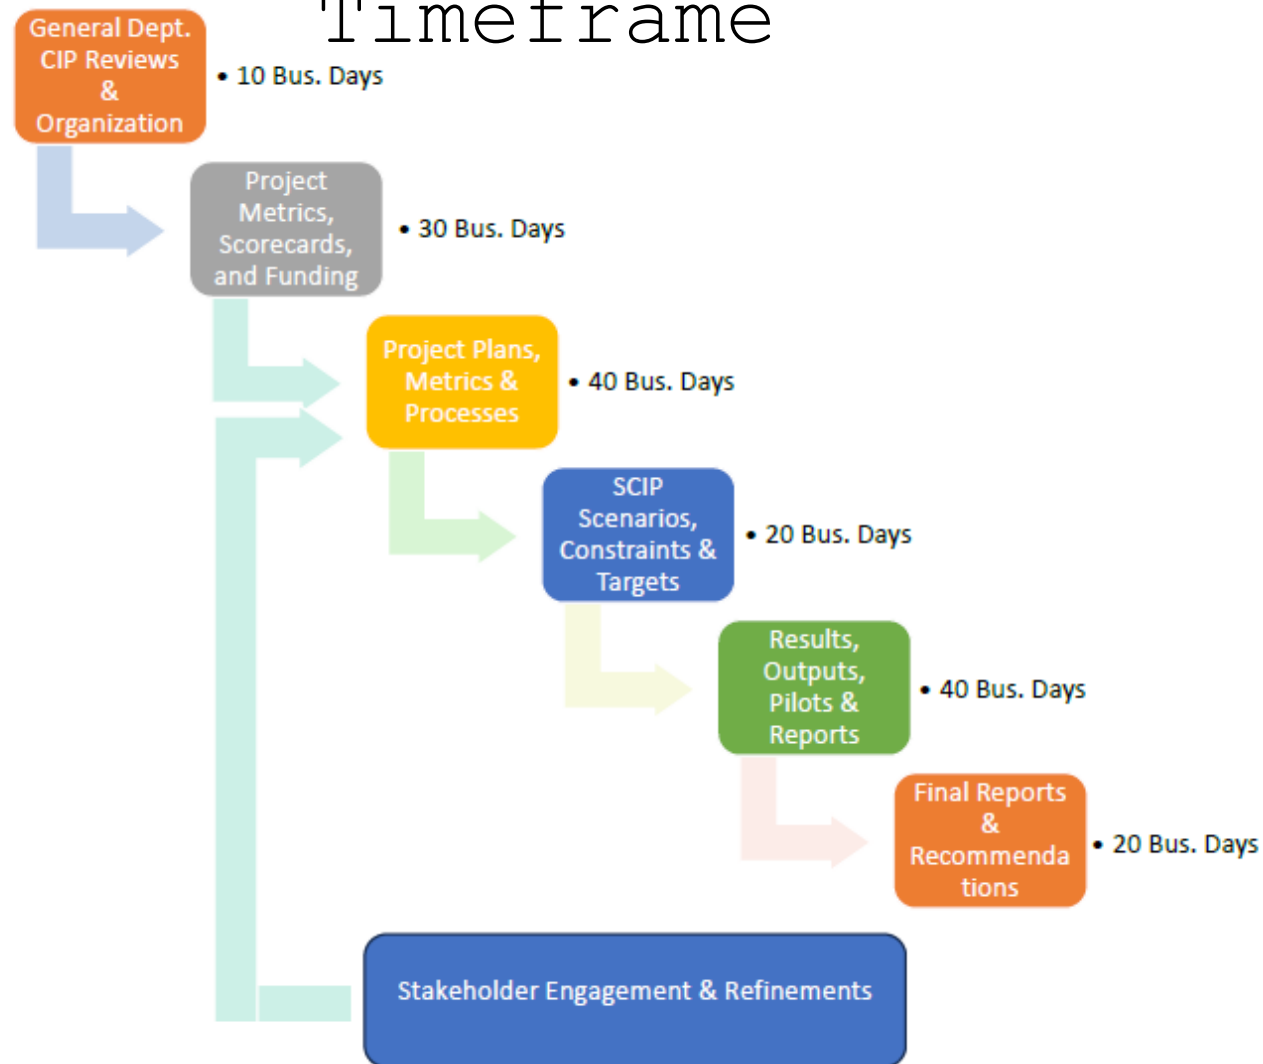 Timeframe
General Dept.
CIP Reviews
&
Organization
• 10 Bus. Days
Project
Metrics,
Scorecards,
and Funding
• 30 Bus. Days
Project Plans,
Metrics &
Processes
• 40 Bus. Days
SCIP
Scenarios,
Constraints &
Targets
• 20 Bus. Days
Results,
Outputs,
Pilots &
Reports
• 40 Bus. Days
Final Reports
&
Recommenda
tions
• 20 Bus. Days
Stakeholder Engagement & Refinements